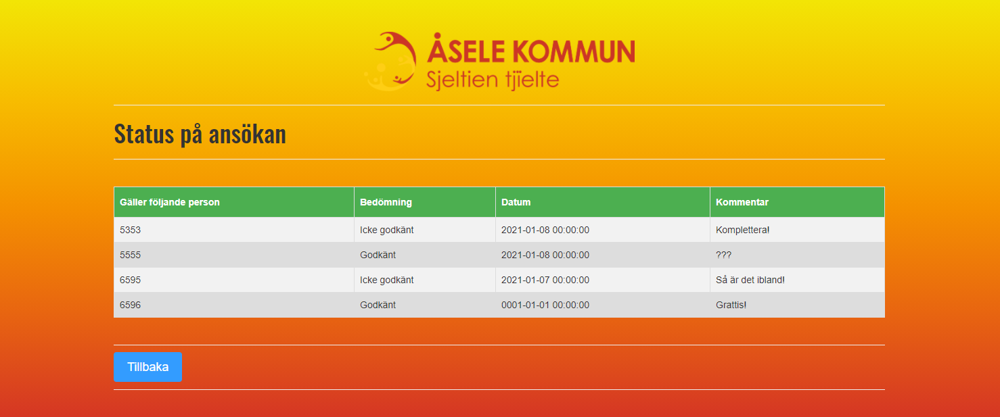 ÅSELE KOMMUN
Sjeltien tjïelte
Status på ansökan
Gäller följande person Bedömning Datum Kommentar
5353 Icke godkänt 2021-01-08 00:00:00 Komplettera!
5555 Godkänt 2021-01-08 00:00:00 ???
6595 Icke godkänt 2021-01-07 00:00:00 Så är det ibland!
6596 Godkänt 0001-01-01 00:00:00 Grattis!
Tillbaka